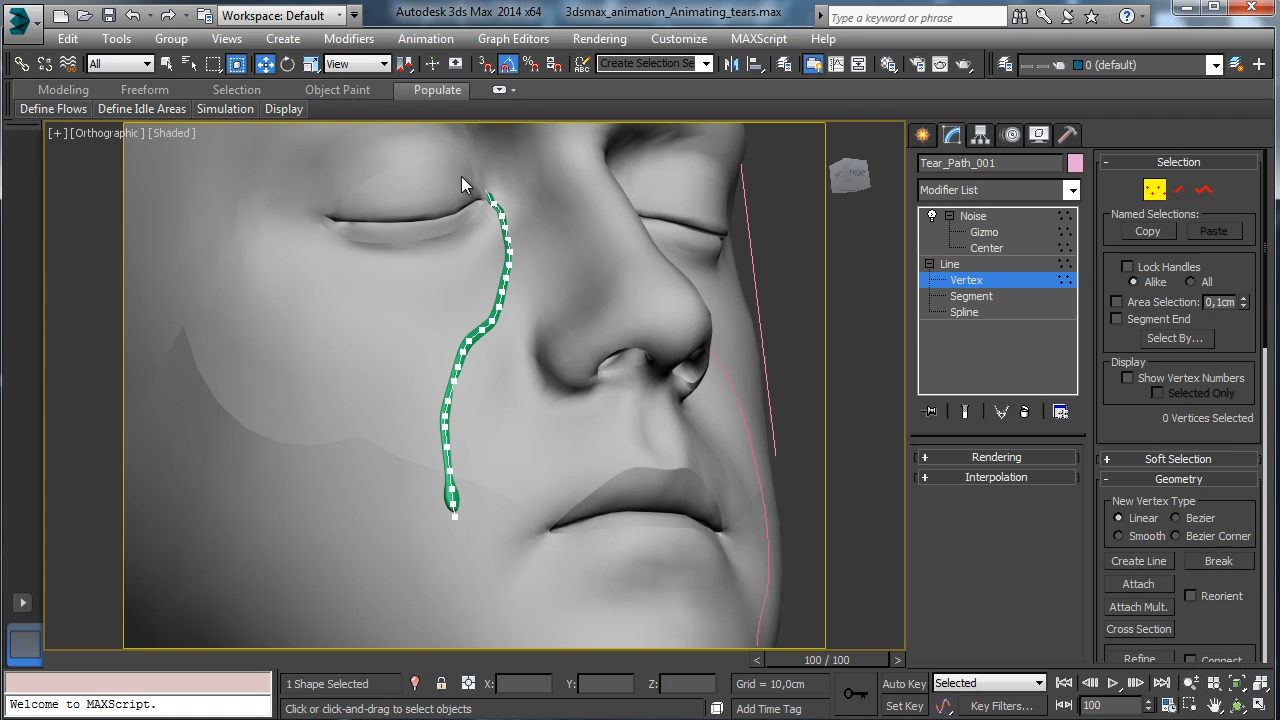 Workspace: Default
Autodesk 3ds Max 2014 x64
3dsmax_animation_Animating_tears.max
Type a keyword or phrase
Edit Tools Group Views Create Modifiers Animation Graph Editors Rendering Customize MAXScript Help
All
View
Create Selection Se
0 (default)
Modeling Freeform Selection Object Paint Populate
Define Flows Define Idle Areas Simulation Display
[+][Orthographic][Shaded]
Tear_Path_001
Modifier List
Noise
Gizmo
Center
Line
Vertex
Segment
Spline
Rendering
Interpolation
Selection
Named Selections:
Copy Paste
Lock Handles
Alike All
Area Selection: 0,1cm
Segment End
Select By...
Display
Show Vertex Numbers
Selected Only
0 Vertices Selected
Soft Selection
Geometry
New Vertex Type
Linear Bezier
Smooth Bezier Corner
Create Line Break
Attach
Reorient
Attach Mult.
Cross Section
Refine Connect
< 100 / 100 >
1 Shape Selected
X: Y: Z:
Grid = 10,0cm
Auto Key Selected
Welcome to MAXScript.
Click or click-and-drag to select objects
Add Time Tag
Set Key Key Filters...
100